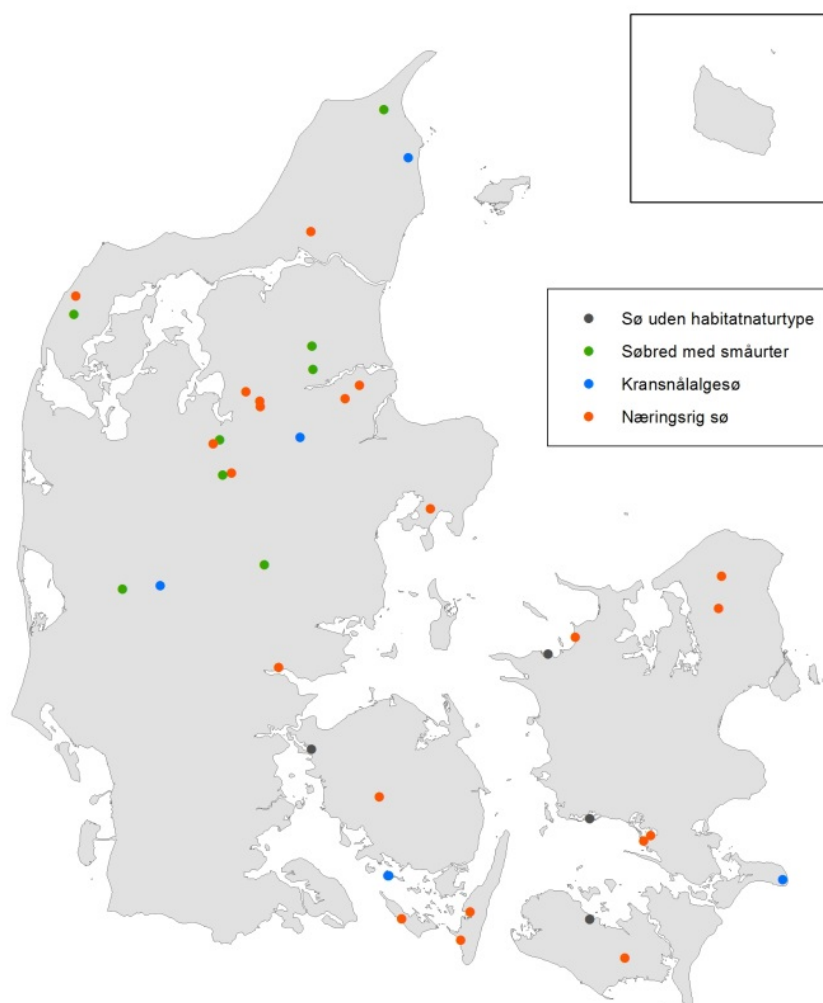 Sø uden habitatnaturtype
Søbred med småurter
Kransnålalgesø
Næringsrig sø